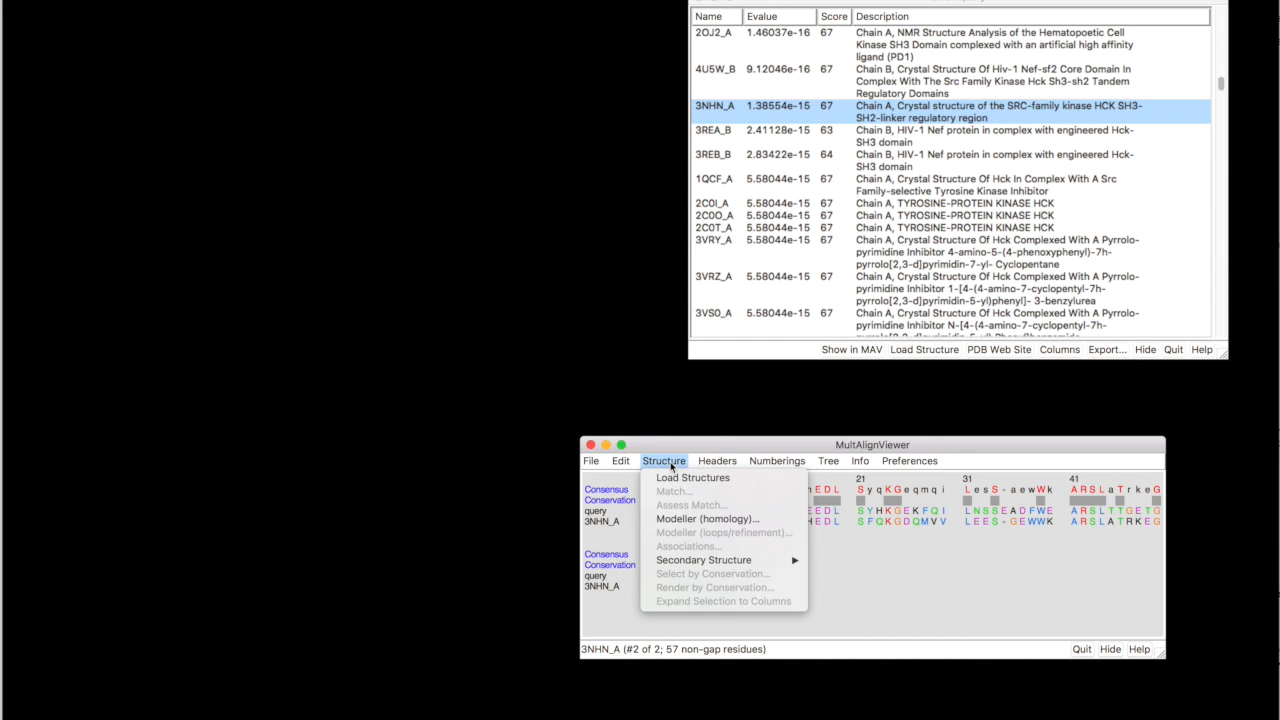 Name Evalue Score Description
2OJ2_A 1.46037e-16 67 Chain A, NMR Structure Analysis of the Hematopoetic Cell
Kinase SH3 Domain complexed with an artificial high affinity
ligand (PD1)
4U5W_B 9.12046e-16 67 Chain B, Crystal Structure Of Hiv-1 Nef-sf2 Core Domain In
Complex With The Src Family Kinase Hck Sh3-sh2 Tandem
Regulatory Domains
3NHN_A 1.38554e-15 67 Chain A, Crystal structure of the SRC-family kinase HCK SH3-
SH2-linker regulatory region
3REA_B 2.41128e-15 63 Chain B, HIV-1 Nef protein in complex with engineered Hck-
SH3 domain
3REB_B 2.83422e-15 64 Chain B, HIV-1 Nef protein in complex with engineered Hck-
SH3 domain
1QCF_A 5.58044e-15 67 Chain A, Crystal Structure Of Hck In Complex With A Src
Family-selective Tyrosine Kinase Inhibitor
2C0I_A 5.58044e-15 67 Chain A, TYROSINE-PROTEIN KINASE HCK
2C0O_A 5.58044e-15 67 Chain A, TYROSINE-PROTEIN KINASE HCK
2C0T_A 5.58044e-15 67 Chain A, TYROSINE-PROTEIN KINASE HCK
3VRY_A 5.58044e-15 67 Chain A, Crystal Structure Of Hck Complexed With A Pyrrolo-
pyrimidine Inhibitor 4-amino-5-(4-phenoxyphenyl)-7h-
pyrrolo[2,3-d]pyrimidin-7-yl- Cyclopentane
3VRZ_A 5.58044e-15 67 Chain A, Crystal Structure Of Hck Complexed With A Pyrrolo-
pyrimidine Inhibitor 1-[4-(4-amino-7-cyclopentyl-7h-
pyrrolo[2,3-d]pyrimidin-5-yl)phenyl]- 3-benzylurea
3VS0_A 5.58044e-15 67 Chain A, Crystal Structure Of Hck Complexed With A Pyrrolo-
pyrimidine Inhibitor N-[4-(4-amino-7-cyclopentyl-7h-
Show in MAV Load Structure PDB Web Site Columns Export... Hide Quit Help
MultAlignViewer
File Edit Structure Headers Numberings Tree Info Preferences
Load Structures
Match...
Assess Match...
Modeller (homology)...
Modeller (loops/refinement)...
Associations...
Secondary Structure
Select by Conservation...
Render by Conservation...
Expand Selection to Columns
21 31 41
Consensus EDL SyqKGeqmqi LesS-aewWk ARSLaTrkeG
Conservation
query EDL SYHKGEKFQI LNSSEADFWE ARSLTTGETG
3NHN_A EDL SFQKGDQMVV LEES-GEWWK ARSLATRKEG
Consensus
Conservation
query
3NHN_A
3NHN_A (#2 of 2; 57 non-gap residues)
Quit Hide Help